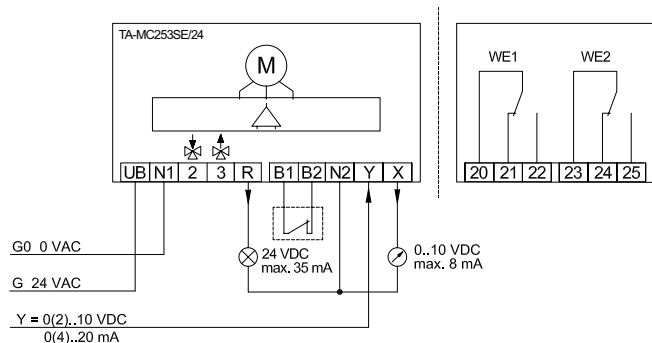 TA-MC253SE/24
M
WE1 WE2
UB N1 2 3 R B1 B2 N2 Y X
20 21 22 23 24 25
G0 0 VAC
24 VDC
max. 35 mA
0..10 VDC
max. 8 mA
G 24 VAC
Y = 0(2)..10 VDC
0(4)..20 mA